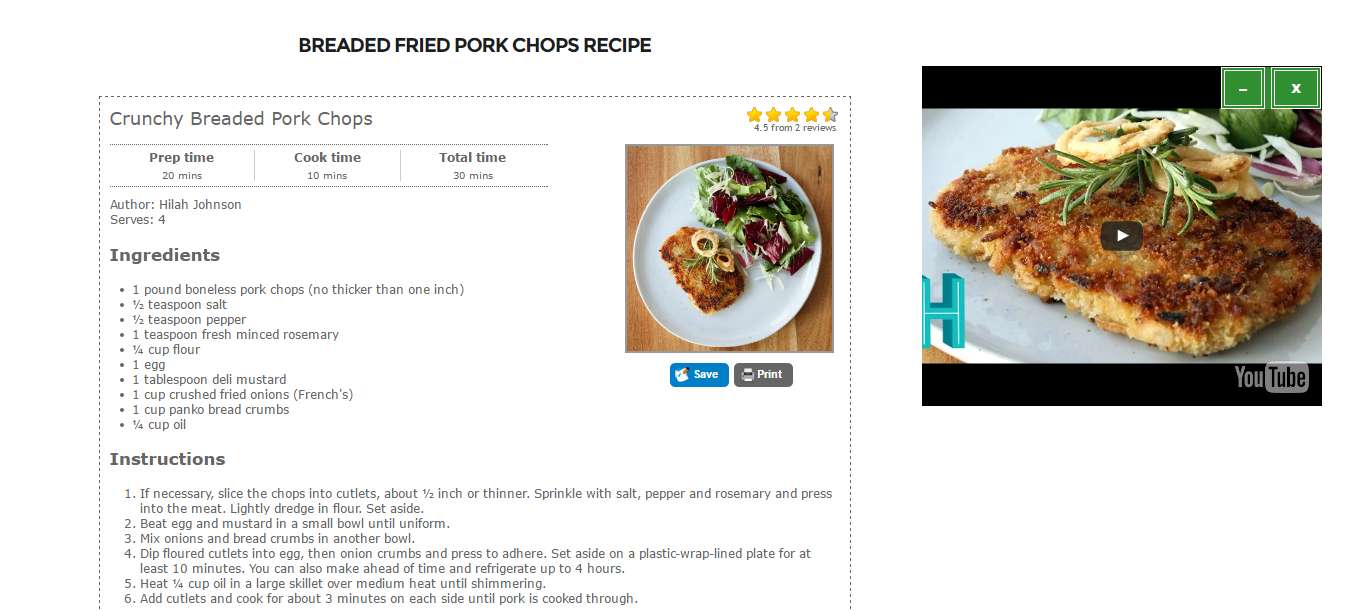 BREADED FRIED PORK CHOPS RECIPE
Crunchy Breaded Pork Chops
4.5 from 2 reviews
Prep time
Cook time
Total time
20 mins
10 mins
30 mins
Author: Hilah Johnson
Serves: 4
Ingredients
1 pound boneless pork chops (no thicker than one inch)
½ teaspoon salt
½ teaspoon pepper
1 teaspoon fresh minced rosemary
¼ cup flour
1 egg
1 tablespoon deli mustard
1 cup crushed fried onions (French's)
1 cup panko bread crumbs
¼ cup oil
Save
Print
Instructions
1. If necessary, slice the chops into cutlets, about ½ inch or thinner. Sprinkle with salt, pepper and rosemary and press
into the meat. Lightly dredge in flour. Set aside.
2. Beat egg and mustard in a small bowl until uniform.
3. Mix onions and bread crumbs in another bowl.
4. Dip floured cutlets into egg, then onion crumbs and press to adhere. Set aside on a plastic-wrap-lined plate for at
least 10 minutes. You can also make ahead of time and refrigerate up to 4 hours.
5. Heat ¼ cup oil in a large skillet over medium heat until shimmering.
6. Add cutlets and cook for about 3 minutes on each side until pork is cooked through.
– x
H
YouTube